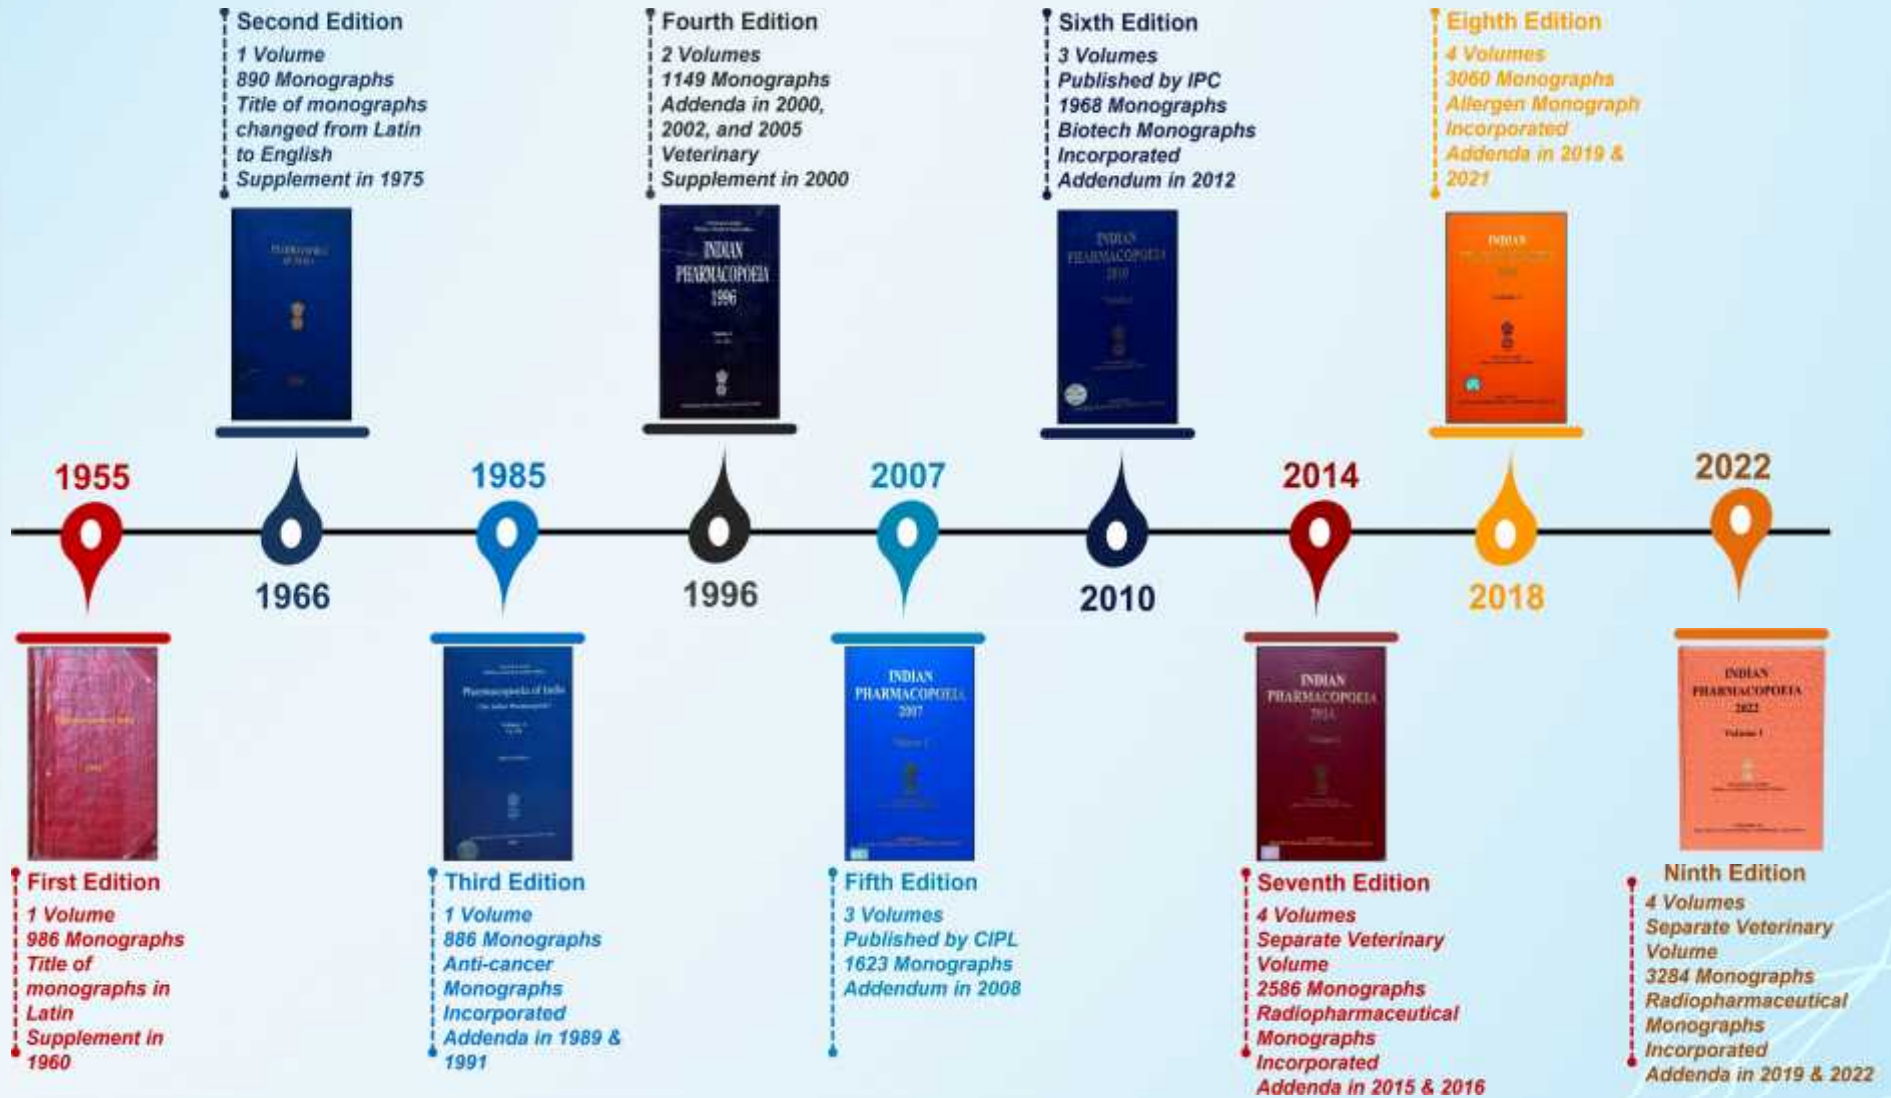 Second Edition
1 Volume
890 Monographs
Title of monographs
changed from Latin
to English
Supplement in 1975
Fourth Edition
2 Volumes
1149 Monographs
Addenda in 2000,
2002, and 2005
Veterinary
Supplement in 2000
Sixth Edition
3 Volumes
Published by IPC
1968 Monographs
Biotech Monographs
Incorporated
Addendum in 2012
Eighth Edition
4 Volumes
3060 Monographs
Allergen Monograph
Incorporated
Addenda in 2019 &
2021
INDIAN
PHARMACOPOEIA
1996
INDIAN
PHARMACOPOEIA
2010
INDIAN
1955
1985
2007
2014
2022
1966
1996
2010
2018
Pharmacopoeia of India
INDIAN
PHARMACOPOEIA
2007
INDIAN
PHARMACOPOEIA
2014
INDIAN
PHARMACOPOEIA
2022
Volume I
First Edition
1 Volume
986 Monographs
Title of
monographs in
Latin
Supplement in
1960
Third Edition
1 Volume
886 Monographs
Anti-cancer
Monographs
Incorporated
Addenda in 1989 &
1991
Fifth Edition
3 Volumes
Published by CIPL
1623 Monographs
Addendum in 2008
Seventh Edition
4 Volumes
Separate Veterinary
Volume
2586 Monographs
Radiopharmaceutical
Monographs
Incorporated
Addenda in 2015 & 2016
Ninth Edition
4 Volumes
Separate Veterinary
Volume
3284 Monographs
Radiopharmaceutical
Monographs
Incorporated
Addenda in 2019 & 2022